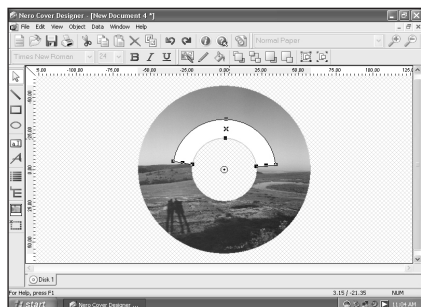 Nero Cover Designer - [New Document 4 *]
File Edit View Object Data Window Help
Normal Paper
Times New Roman 24 B I U
-100,00 -75,00 -50,00 -25,00 0,00 25,00 50,00 75,00 100,00
Disk 1
For Help, press F1 3.15 / -21.35 NUM
start Nero Cover Designer ... 11:04 AM